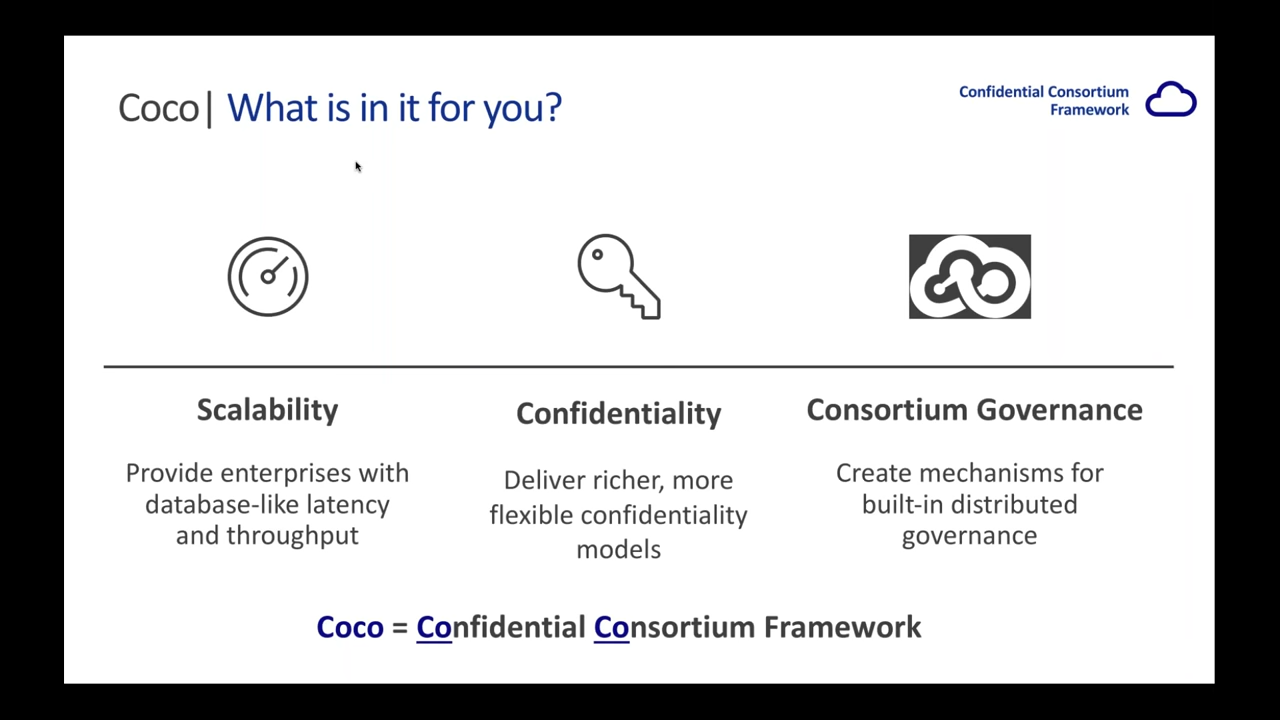 Coco| What is in it for you?
Confidential Consortium
Framework
Scalability
Provide enterprises with
database-like latency
and throughput
Confidentiality
Deliver richer, more
flexible confidentiality
models
Consortium Governance
Create mechanisms for
built-in distributed
governance
Coco = Confidential Consortium Framework